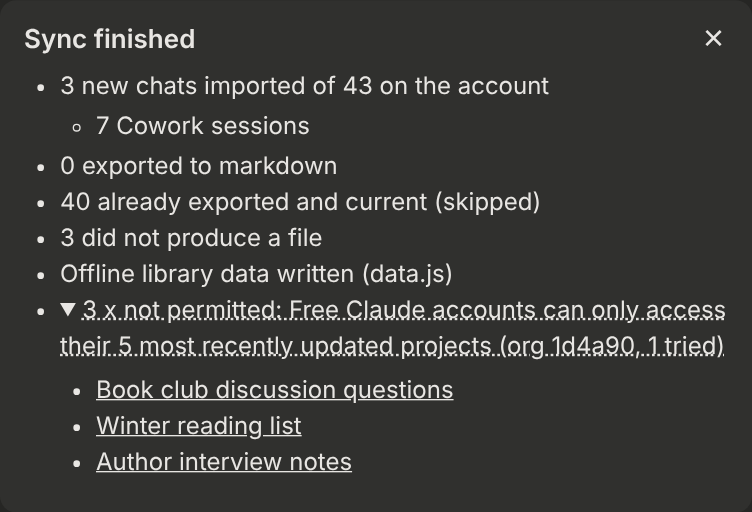 Sync finished
3 new chats imported of 43 on the account
7 Cowork sessions
0 exported to markdown
40 already exported and current (skipped)
3 did not produce a file
Offline library data written (data.js)
3 x not permitted: Free Claude accounts can only access
their 5 most recently updated projects (org 1d4a90, 1 tried)
Book club discussion questions
Winter reading list
Author interview notes